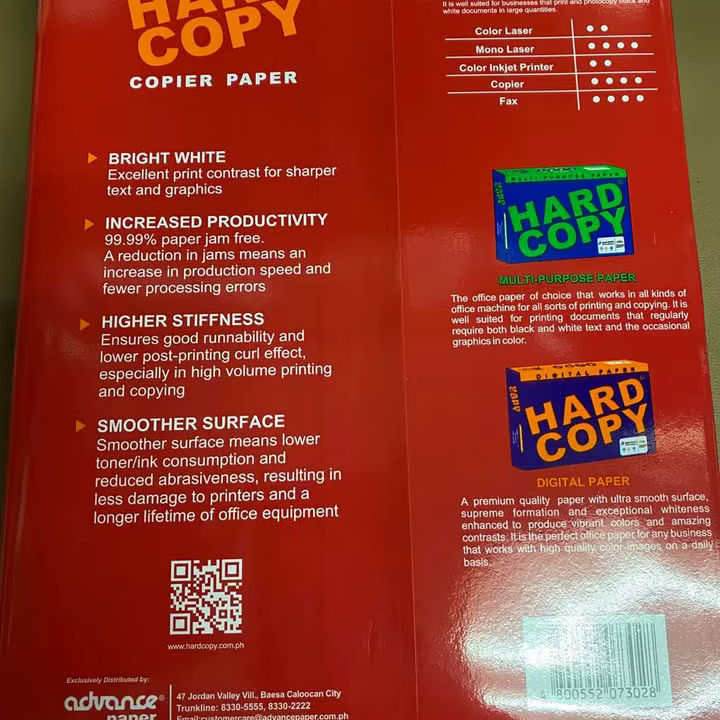 HARD
COPY
COPIER PAPER
BRIGHT WHITE
Excellent print contrast for sharper
text and graphics
INCREASED PRODUCTIVITY
99.99% paper jam free.
A reduction in jams means an
increase in production speed and
fewer processing errors
HIGHER STIFFNESS
Ensures good runnability and
lower post-printing curl effect,
especially in high volume printing
and copying
SMOOTHER SURFACE
Smoother surface means lower
toner/ink consumption and
reduced abrasiveness, resulting in
less damage to printers and a
longer lifetime of office equipment
www.hardcopy.com.ph
Exclusively Distributed by:
advance®
paper
47 Jordan Valley Vill., Baesa Caloocan City
Trunkline: 8330-5555, 8330-2222
Email:customercare@advancepaper.com.ph
It is well suited for businesses that print and photocopy black and
white documents in large quantities.
Color Laser
Mono Laser
Color Inkjet Printer
Copier
Fax
MULTI-PURPOSE PAPER
HARD
COPY
MULTI-PURPOSE PAPER
The office paper of choice that works in all kinds of
office machine for all sorts of printing and copying. It is
well suited for printing documents that regularly
require both black and white text and the occasional
graphics in color.
DIGITAL PAPER
HARD
COPY
DIGITAL PAPER
A premium quality paper with ultra smooth surface,
supreme formation and exceptional whiteness
enhanced to produce vibrant colors and amazing
contrasts. It is the perfect office paper for any business
that works with high quality color images on a daily
basis.
4 800552 073028